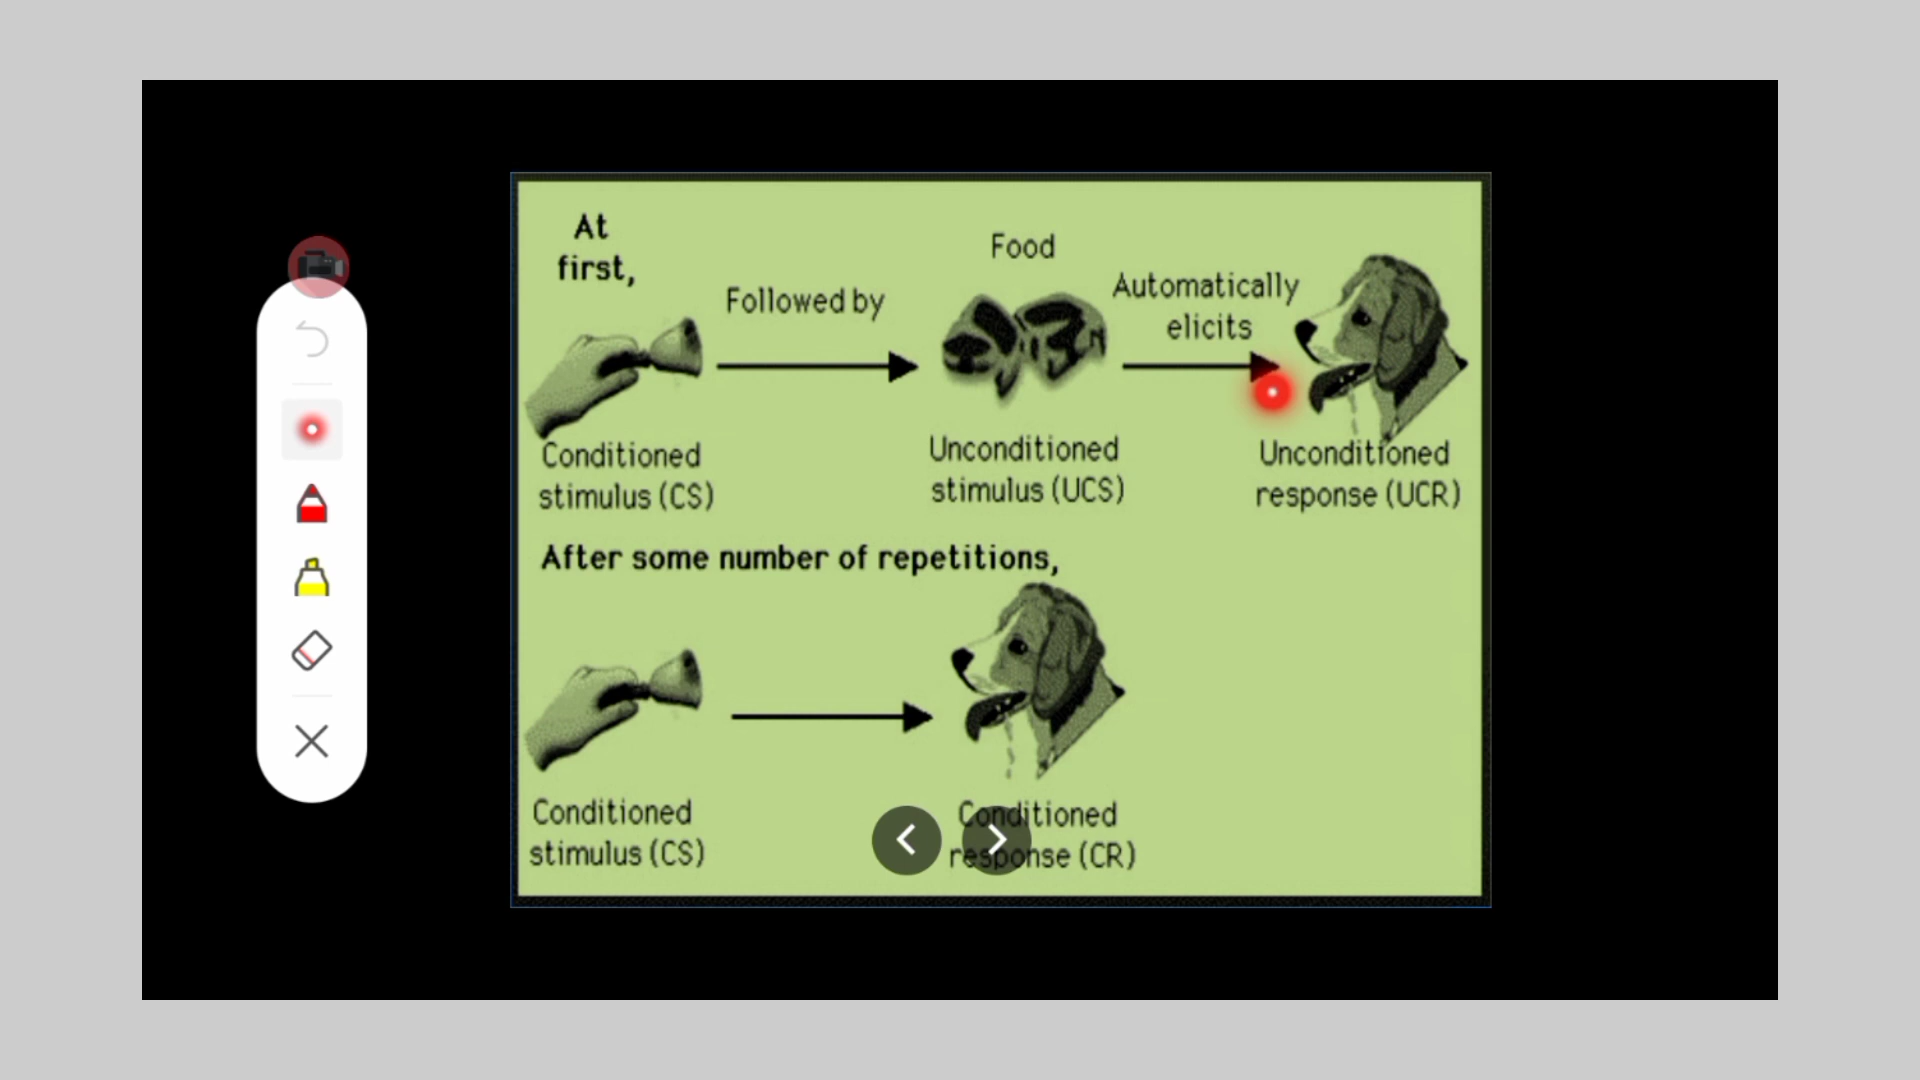 At
first,
Followed by
Food
Automatically
elicits
Conditioned
stimulus (CS)
Unconditioned
stimulus (UCS)
Unconditioned
response (UCR)
After some number of repetitions,
Conditioned
stimulus (CS)
Conditioned
response (CR)